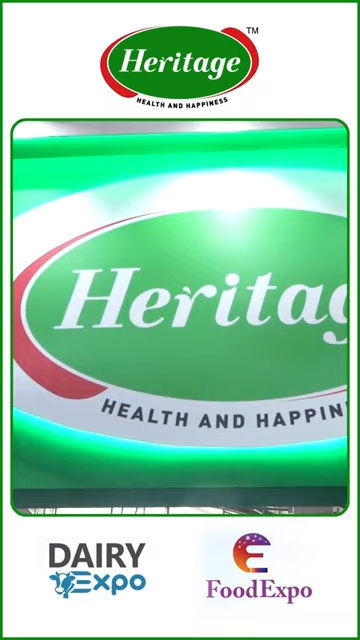 Heritage TM
HEALTH AND HAPPINESS
Heritag
HEALTH AND HAPPIN
DAIRY
Expo
FoodExpo